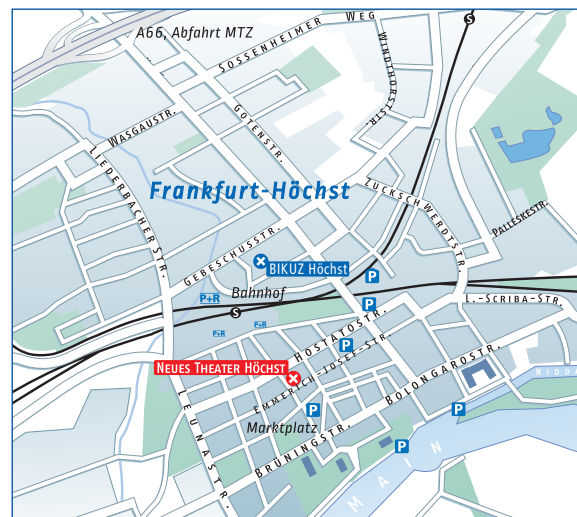 A66, Abfahrt MTZ
SOSSENHEIMER WEG
WINDTHORSTSTR.
GOTENSTR.
WASGAUSTR.
LIEDERBACHER STR.
Frankfurt-Höchst
ZUCKSCHWERDTSTR.
PALLESKESTR.
GEBESCHUSSTR.
BIKUZ Höchst
P
P+R
Bahnhof
S
S
P
L.-SCRIBA-STR.
P+R
P+R
HOSTATOSTR.
P
EMMERICH-JOSEF-STR.
NEUES THEATER HÖCHST
BOLONGAROSTR.
NIDDA
P
P
Marktplatz
LEUNASTR.
BRÜNINGSTR.
P
MAIN